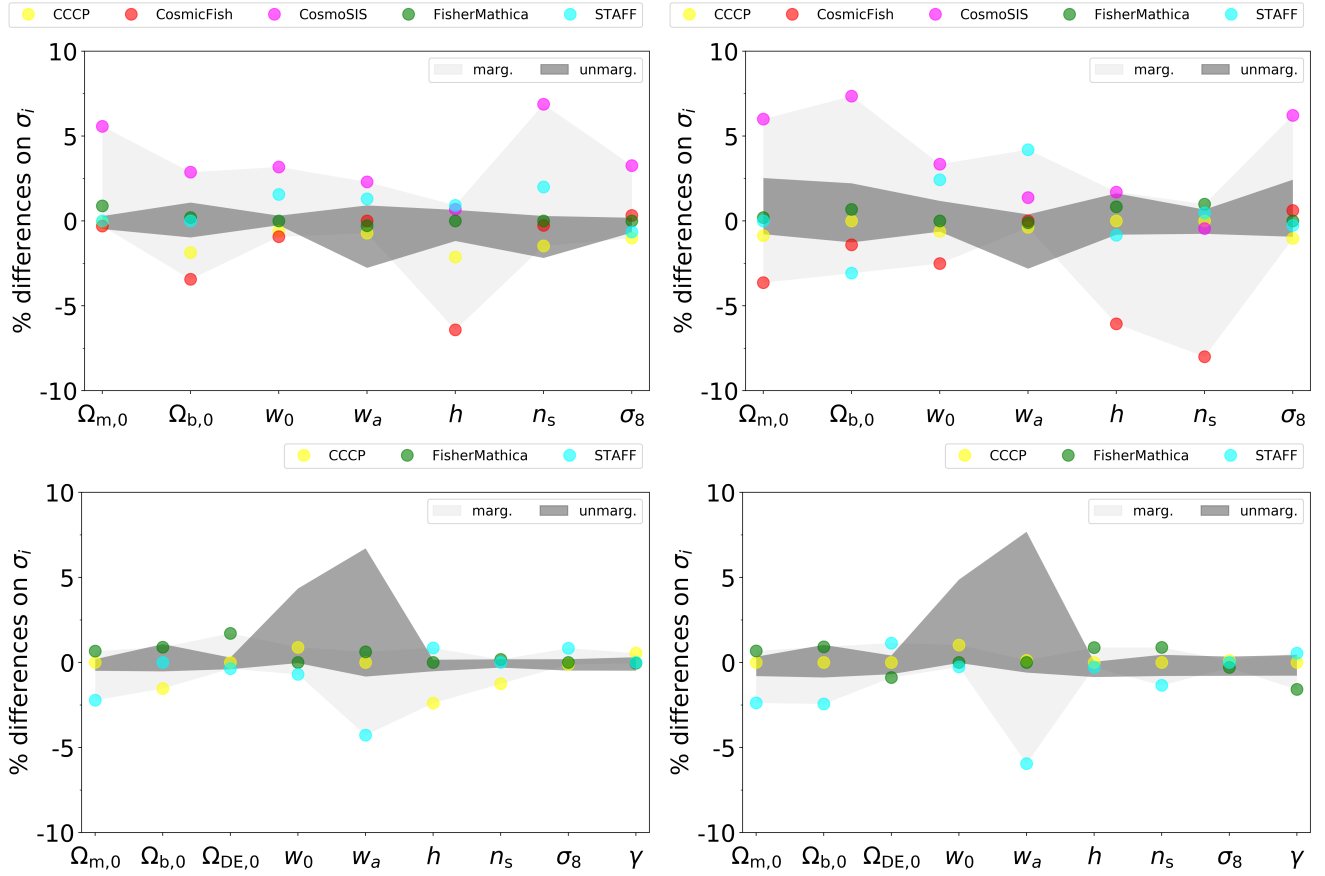 CCCP CosmicFish CosmoSIS FisherMathica STAFF
marg. unmarg.
% differences on σi
10
5
0
-5
-10
Ωm,0 Ωb,0 w0 wa h ns σ8
CCCP CosmicFish CosmoSIS FisherMathica STAFF
marg. unmarg.
% differences on σi
10
5
0
-5
-10
Ωm,0 Ωb,0 w0 wa h ns σ8
CCCP FisherMathica STAFF
marg. unmarg.
% differences on σi
10
5
0
-5
-10
Ωm,0 Ωb,0 ΩDE,0 w0 wa h ns σ8 γ
CCCP FisherMathica STAFF
marg. unmarg.
% differences on σi
10
5
0
-5
-10
Ωm,0 Ωb,0 ΩDE,0 w0 wa h ns σ8 γ